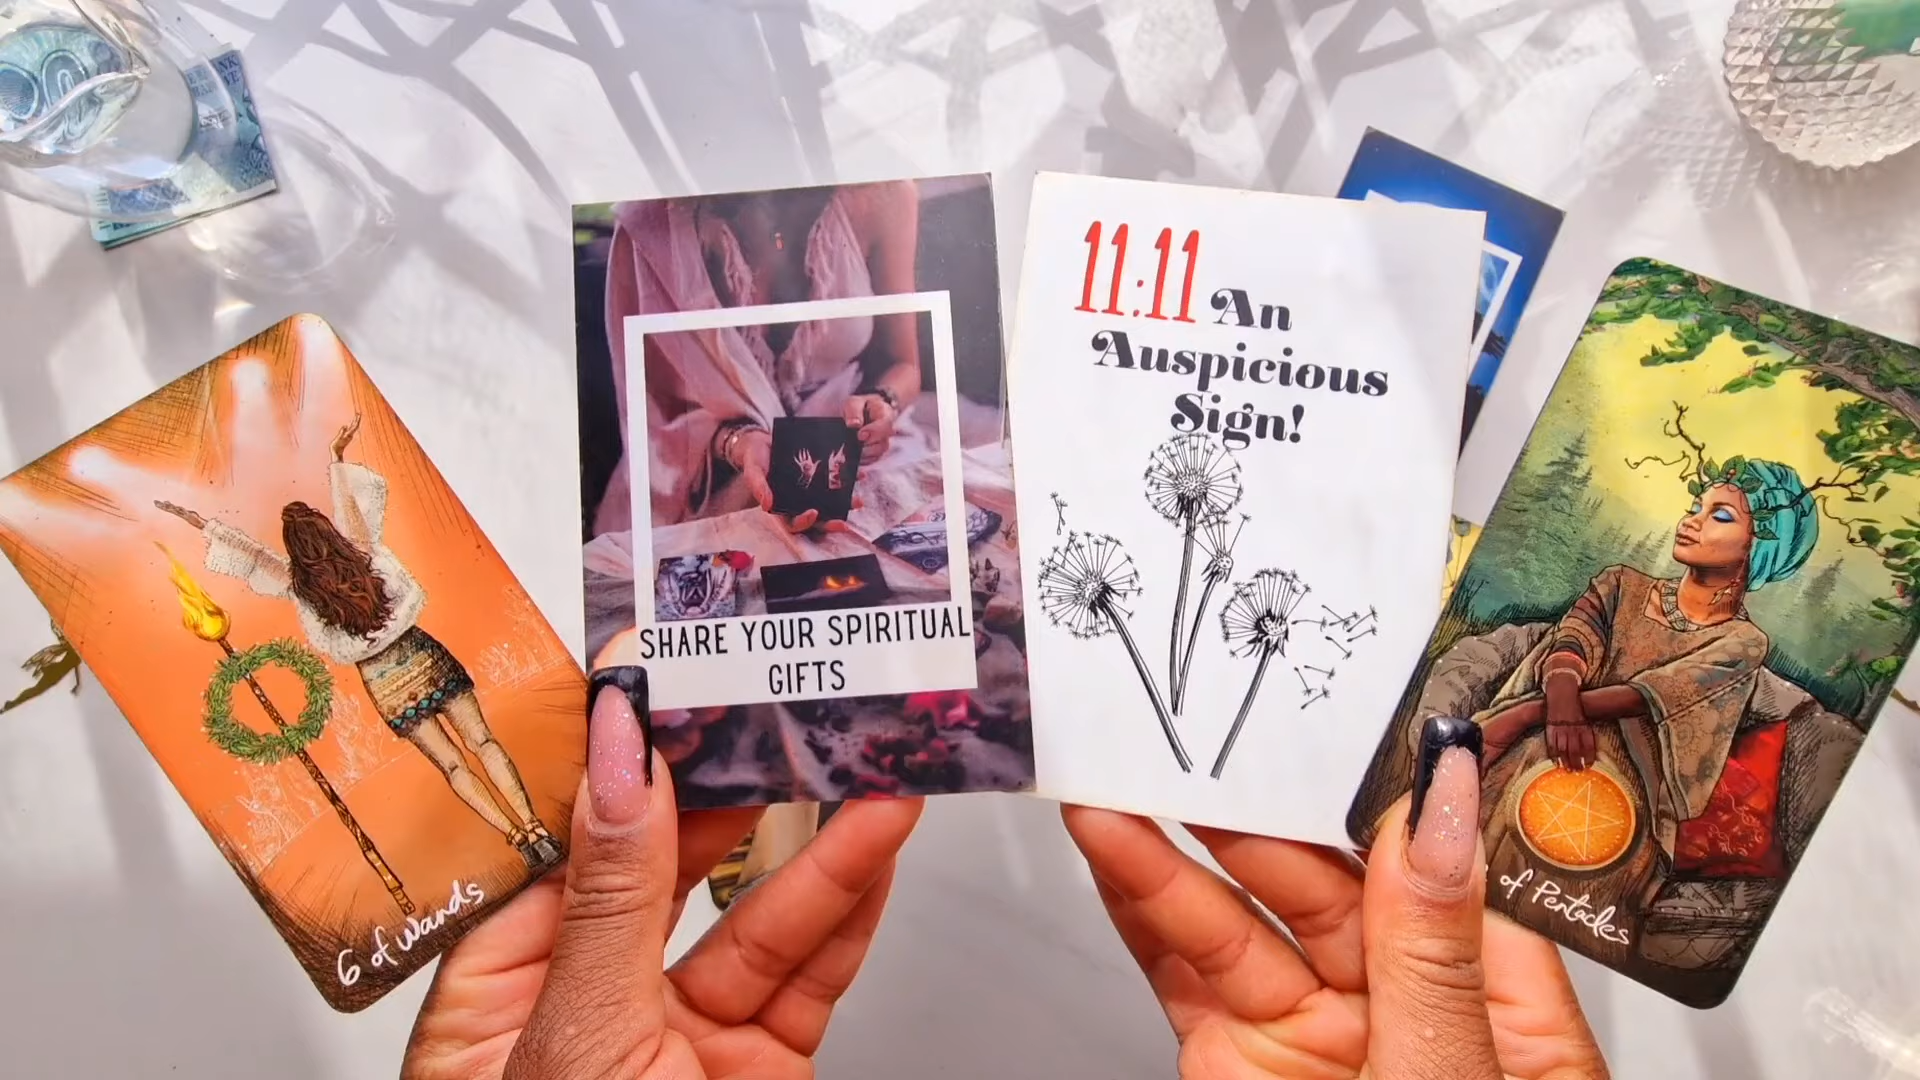 SHARE YOUR SPIRITUAL
GIFTS
11:11 An
Auspicious
Sign!
6 of Wands
of Pentacles